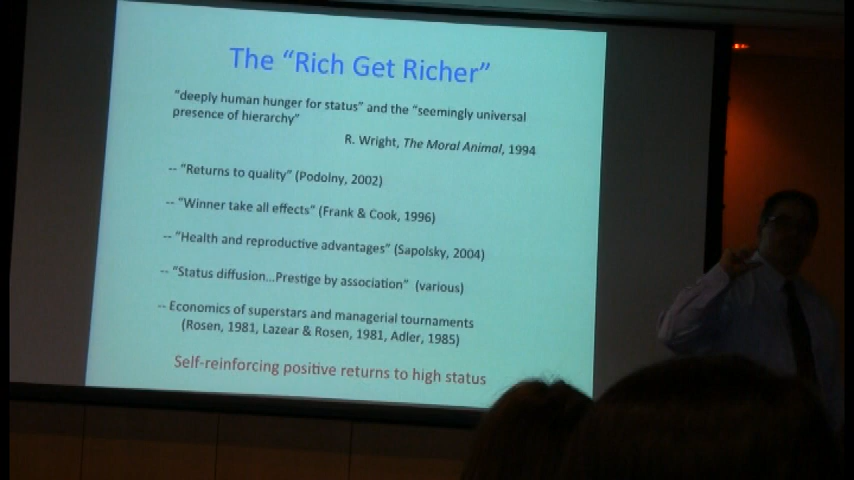 The “Rich Get Richer”
“deeply human hunger for status” and the “seemingly universal
presence of hierarchy”
R. Wright, The Moral Animal, 1994
-- “Returns to quality” (Podolny, 2002)
-- “Winner take all effects” (Frank & Cook, 1996)
-- “Health and reproductive advantages” (Sapolsky, 2004)
-- “Status diffusion...Prestige by association” (various)
-- Economics of superstars and managerial tournaments
(Rosen, 1981, Lazear & Rosen, 1981, Adler, 1985)
Self-reinforcing positive returns to high status